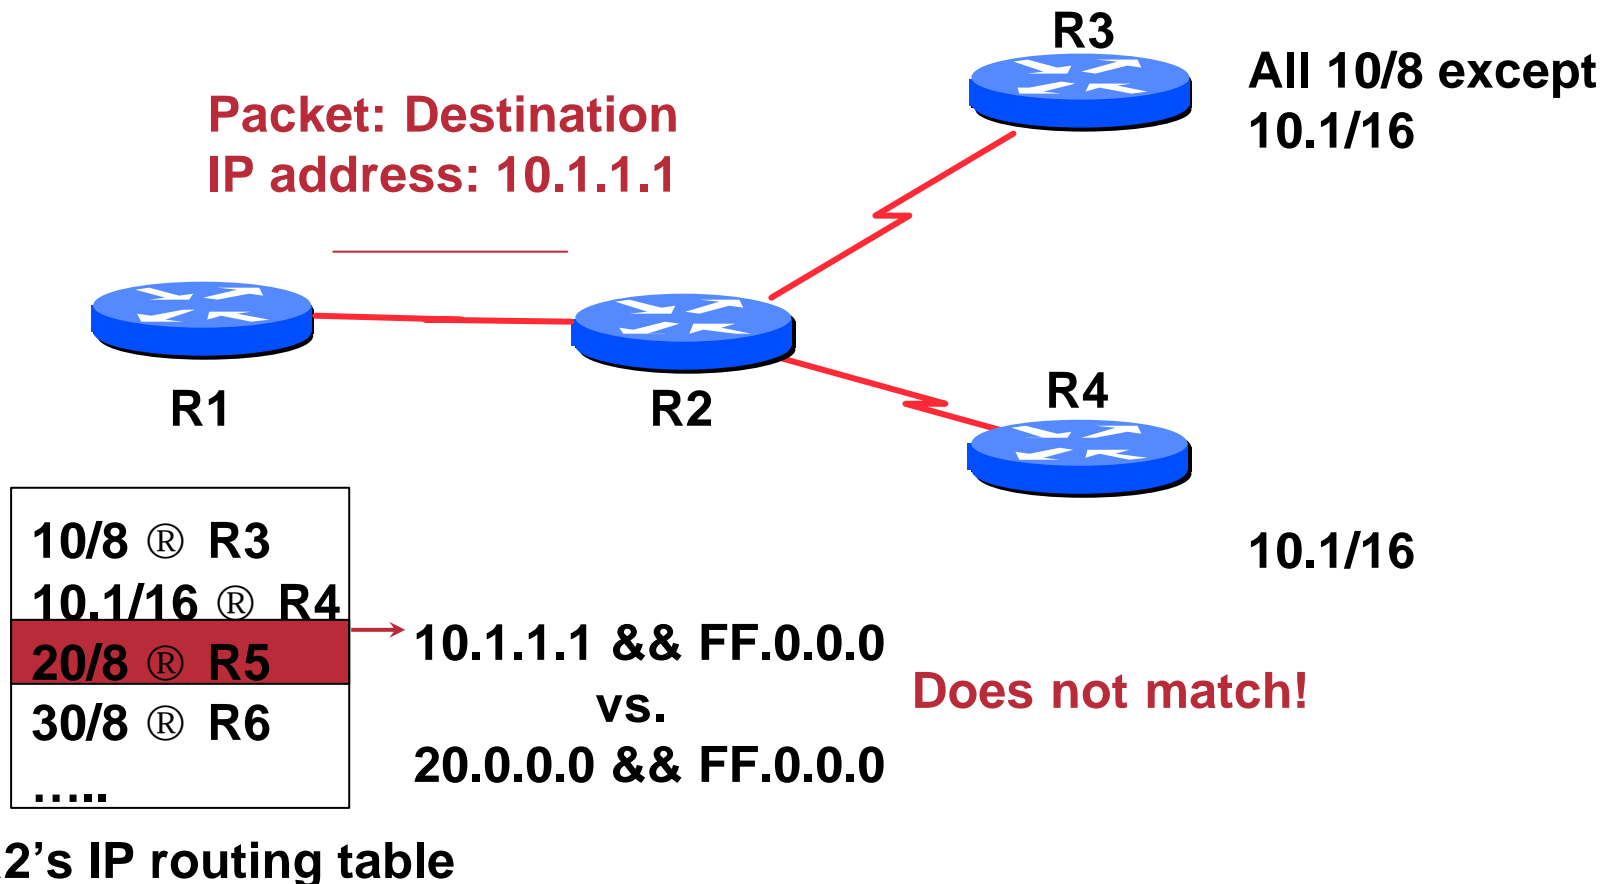 R3
All 10/8 except
10.1/16
Packet: Destination
IP address: 10.1.1.1
R1
R2
R4
10.1/16
10/8 ® R3
10.1/16 ® R4
20/8 ® R5
30/8 ® R6
…..
10.1.1.1 && FF.0.0.0
vs.
20.0.0.0 && FF.0.0.0
Does not match!
2’s IP routing table